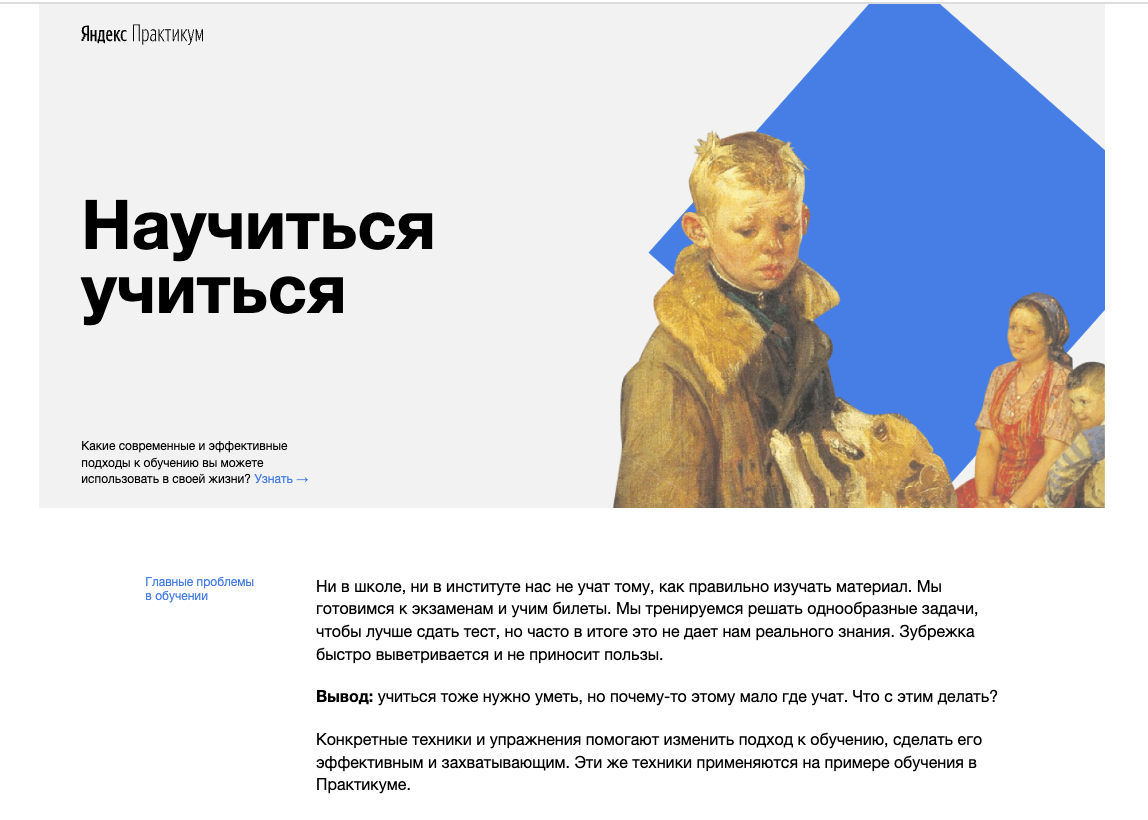 Яндекс Практикум
Научиться
учиться
Какие современные и эффективные
подходы к обучению вы можете
использовать в своей жизни? Узнать →
Главные проблемы
в обучении
Ни в школе, ни в институте нас не учат тому, как правильно изучать материал. Мы
готовимся к экзаменам и учим билеты. Мы тренируемся решать однообразные задачи,
чтобы лучше сдать тест, но часто в итоге это не дает нам реального знания. Зубрежка
быстро выветривается и не приносит пользы.
Вывод: учиться тоже нужно уметь, но почему-то этому мало где учат. Что с этим делать?
Конкретные техники и упражнения помогают изменить подход к обучению, сделать его
эффективным и захватывающим. Эти же техники применяются на примере обучения в
Практикуме.